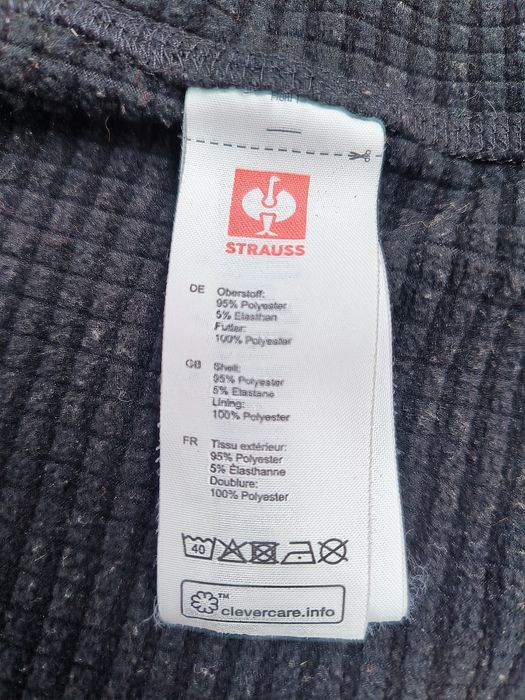 STRAUSS
DE Oberstoff:
95% Polyester
5% Elasthan
Futter:
100% Polyester
GB Shell:
95% Polyester
5% Elastane
Lining:
100% Polyester
FR Tissu extérieur:
95% Polyester
5% Élasthanne
Doublure:
100% Polyester
40
TM
clevercare.info